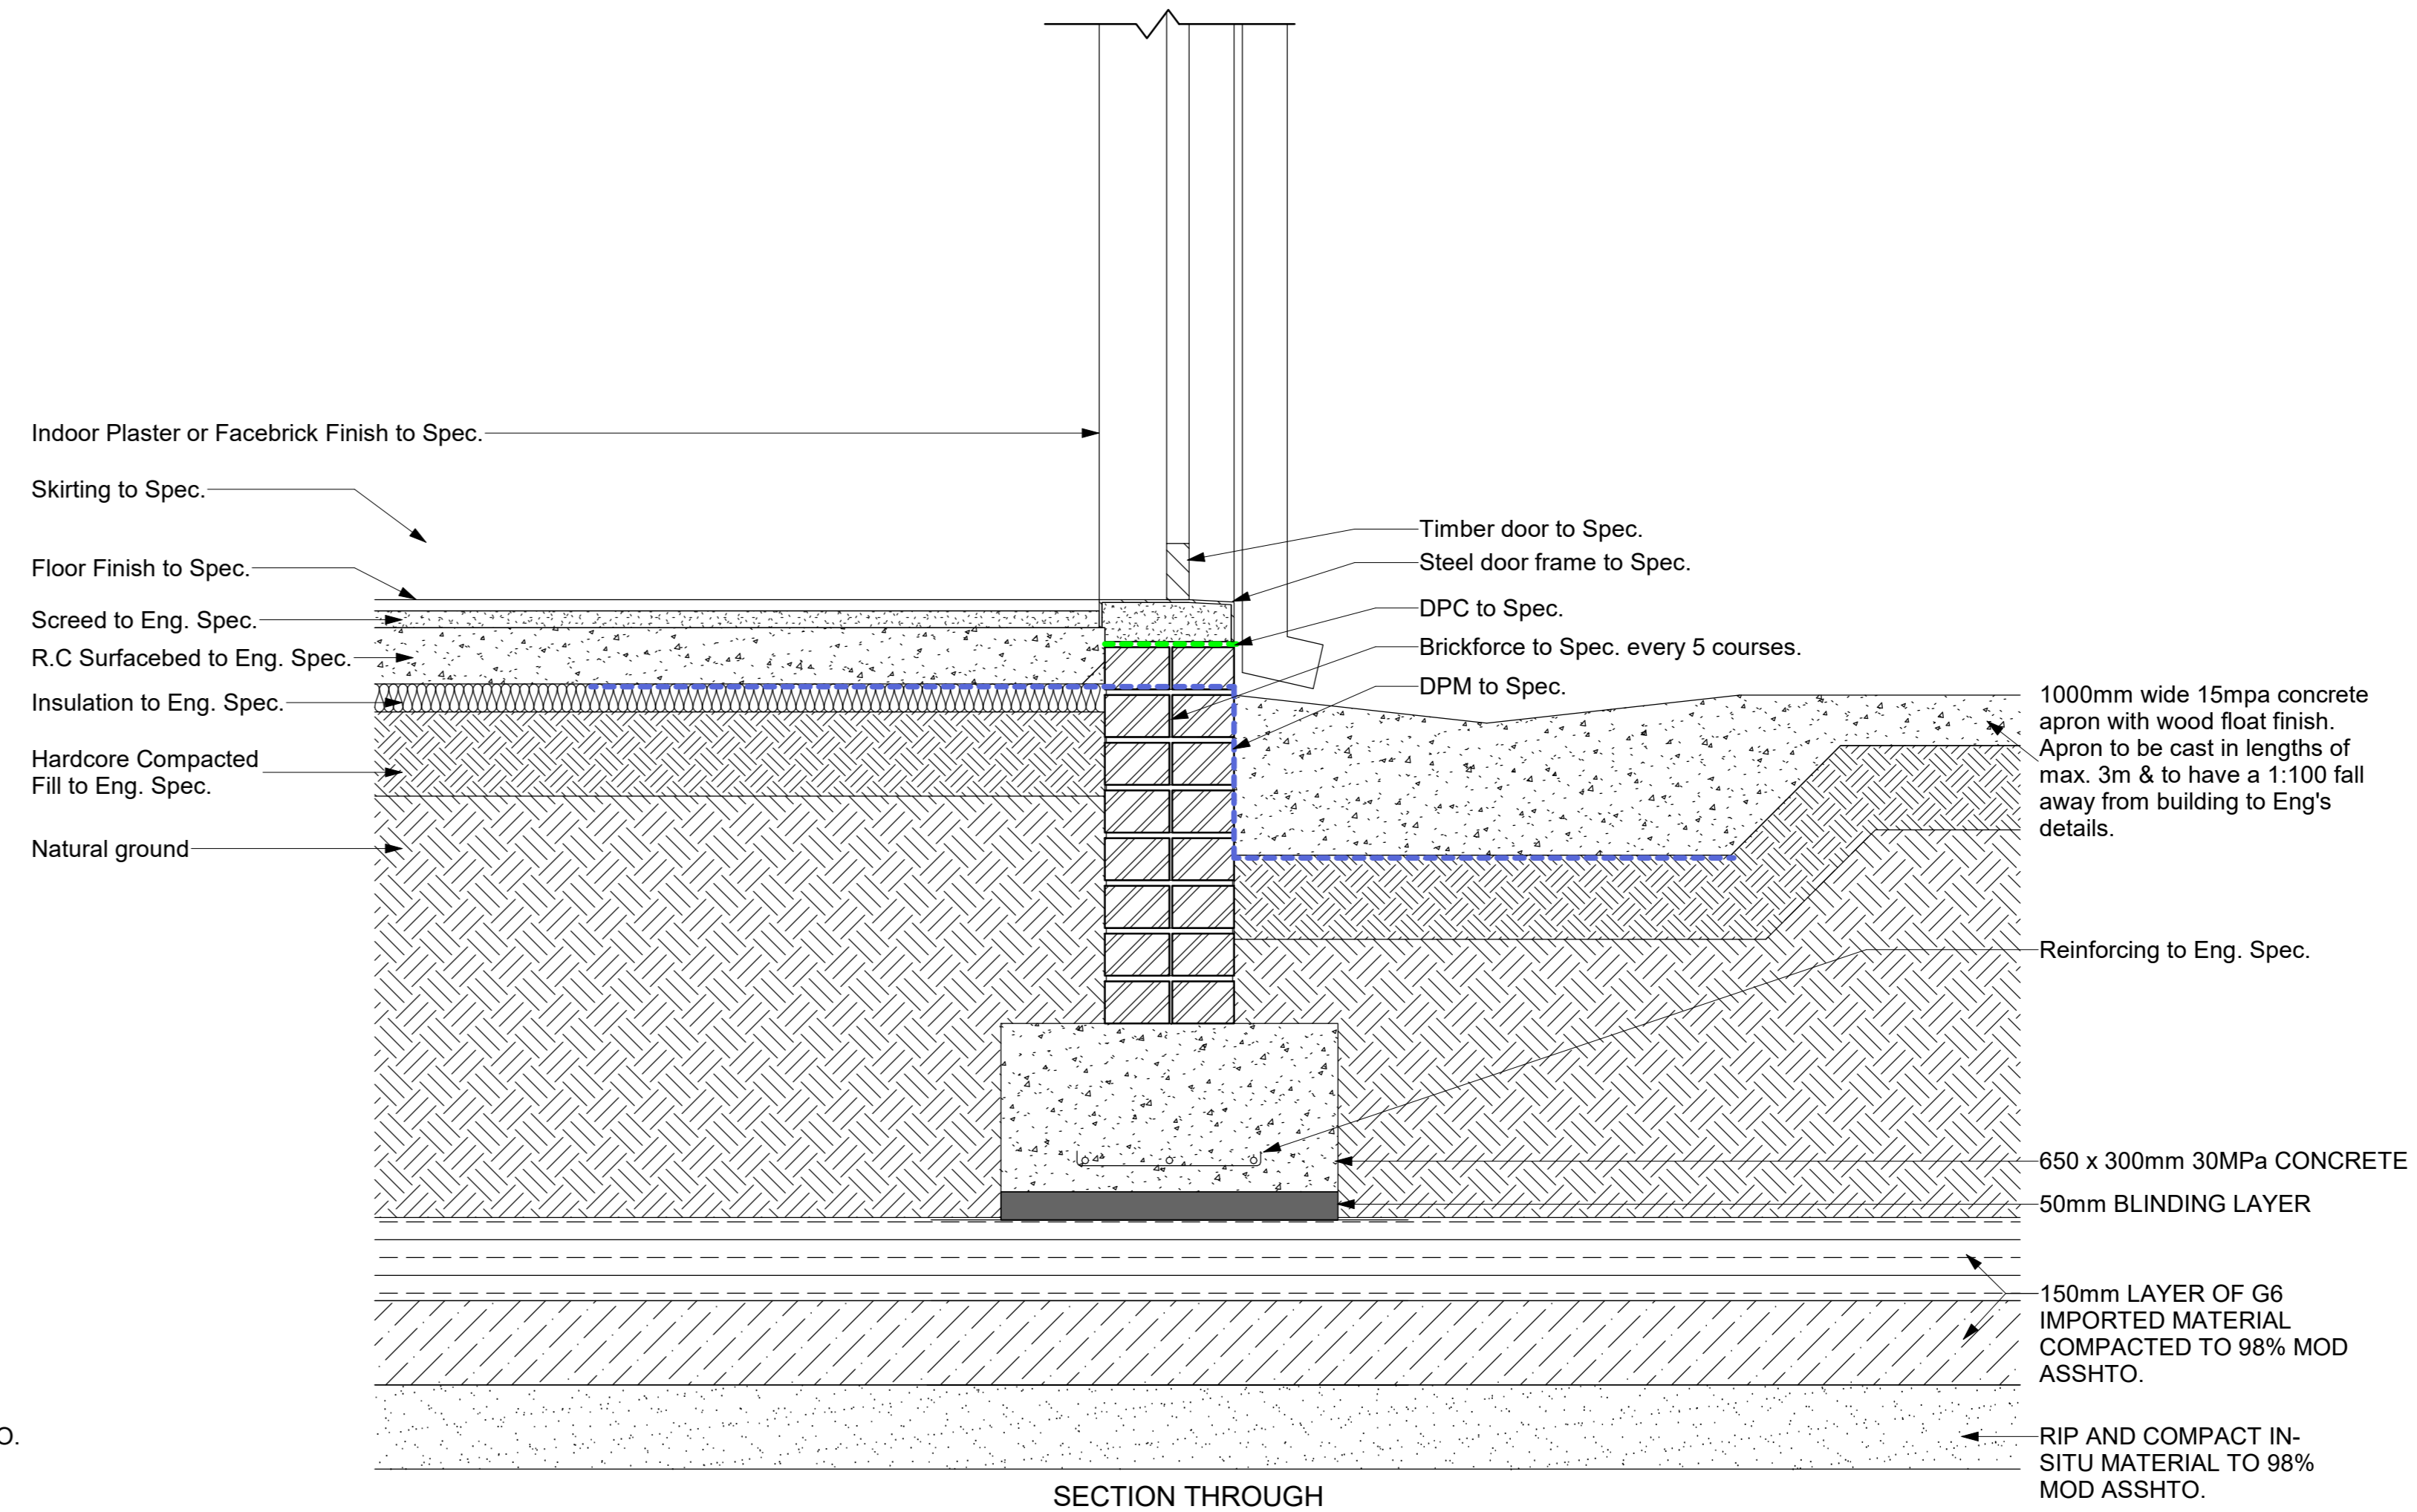 Indoor Plaster or Facebrick Finish to Spec.
Skirting to Spec.
Floor Finish to Spec.
Screed to Eng. Spec.
R.C Surfacebed to Eng. Spec.
Insulation to Eng. Spec.
Hardcore Compacted
Fill to Eng. Spec.
Natural ground
O.
Timber door to Spec.
Steel door frame to Spec.
DPC to Spec.
Brickforce to Spec. every 5 courses.
DPM to Spec.
1000mm wide 15mpa concrete
apron with wood float finish.
Apron to be cast in lengths of
max. 3m & to have a 1:100 fall
away from building to Eng's
details.
Reinforcing to Eng. Spec.
650 x 300mm 30MPa CONCRETE
50mm BLINDING LAYER
150mm LAYER OF G6
IMPORTED MATERIAL
COMPACTED TO 98% MOD
ASSHTO.
RIP AND COMPACT IN-
SITU MATERIAL TO 98%
MOD ASSHTO.
SECTION THROUGH